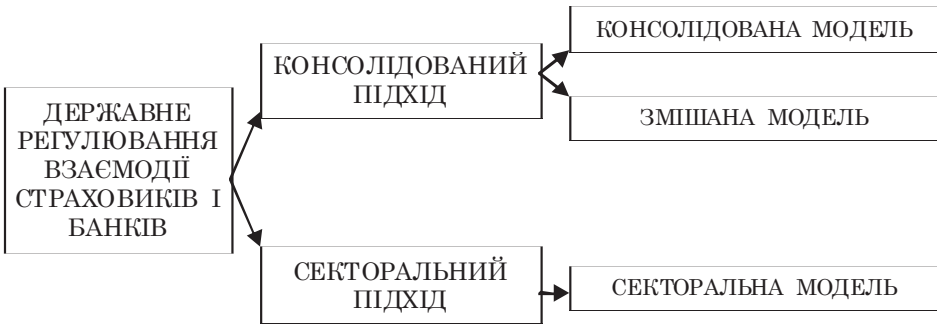 ДЕРЖАВНЕ
РЕГУЛЮВАННЯ
ВЗАЄМОДІЇ
СТРАХОВИКІВ І
БАНКІВ
КОНСОЛІДОВАНИЙ
ПІДХІД
КОНСОЛІДОВАНА МОДЕЛЬ
ЗМІШАНА МОДЕЛЬ
СЕКТОРАЛЬНИЙ
ПІДХІД
СЕКТОРАЛЬНА МОДЕЛЬ